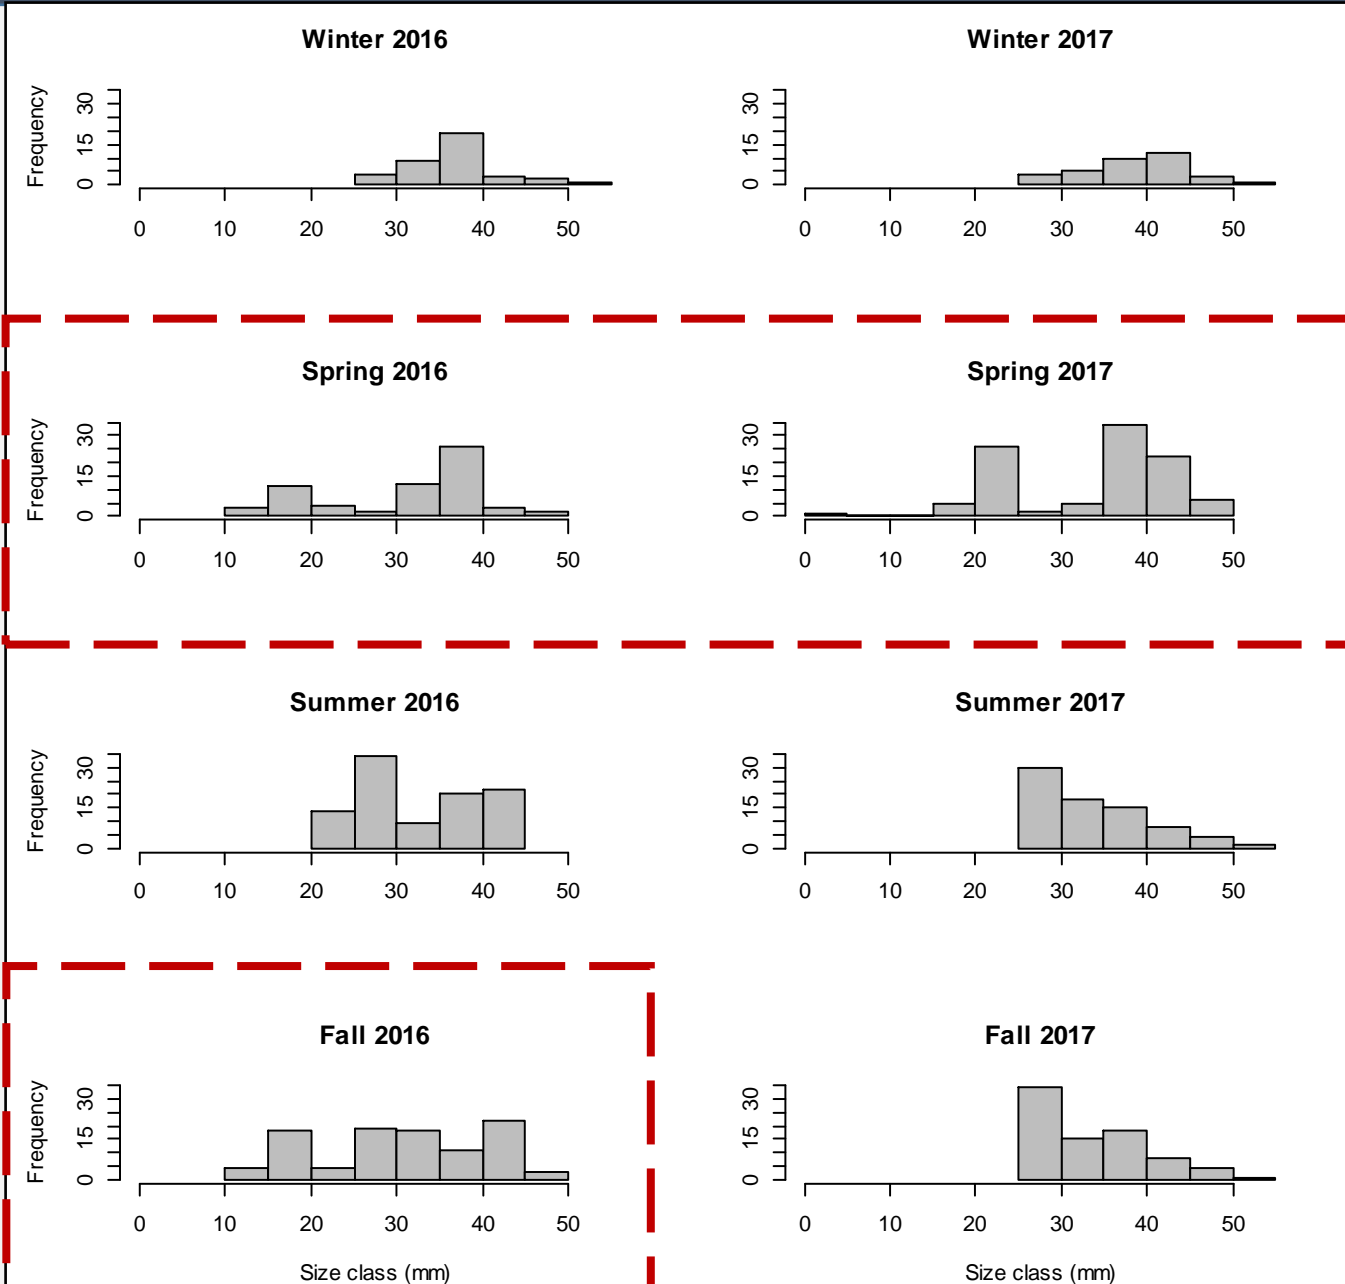 Winter 2016
Winter 2017
Frequency
0 15 30
0 15 30
0 10 20 30 40 50
0 10 20 30 40 50
Spring 2016
Spring 2017
Frequency
0 15 30
0 15 30
0 10 20 30 40 50
0 10 20 30 40 50
Summer 2016
Summer 2017
Frequency
0 15 30
0 15 30
0 10 20 30 40 50
0 10 20 30 40 50
Fall 2016
Fall 2017
Frequency
0 15 30
0 15 30
0 10 20 30 40 50
0 10 20 30 40 50
Size class (mm)
Size class (mm)